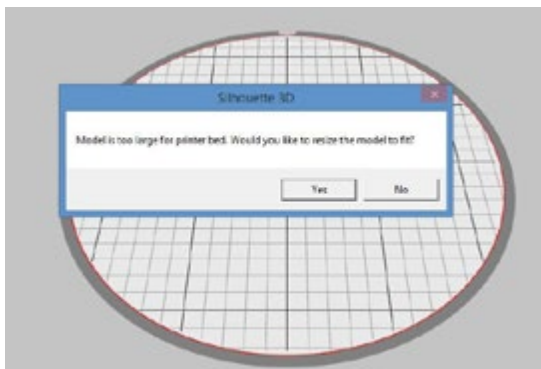 Silhouette 3D
Model is too large for printer bed. Would you like to resize the model to fit?
Yes
No